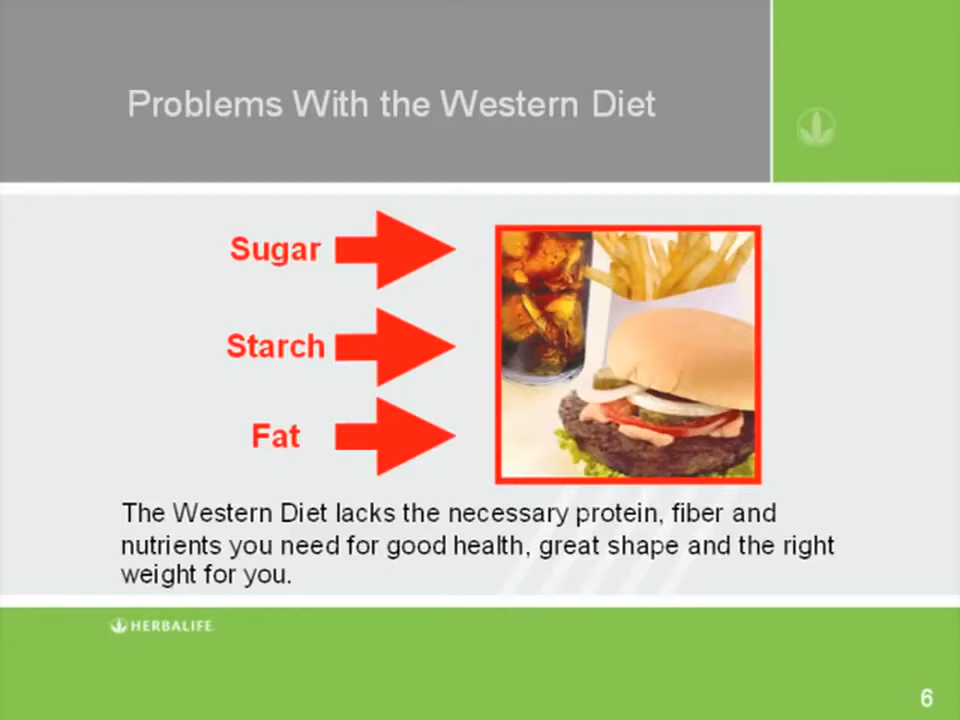 Problems With the Western Diet
Sugar
Starch
Fat
The Western Diet lacks the necessary protein, fiber and
nutrients you need for good health, great shape and the right
weight for you.
HERBALIFE
6